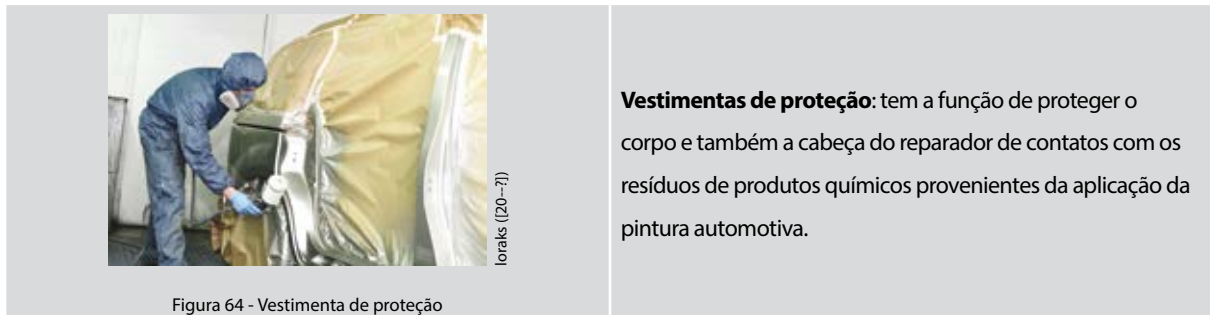 loraks ([20--?])
Figura 64 - Vestimenta de proteção
Vestimentas de proteção: tem a função de proteger o
corpo e também a cabeça do reparador de contatos com os
resíduos de produtos químicos provenientes da aplicação da
pintura automotiva.